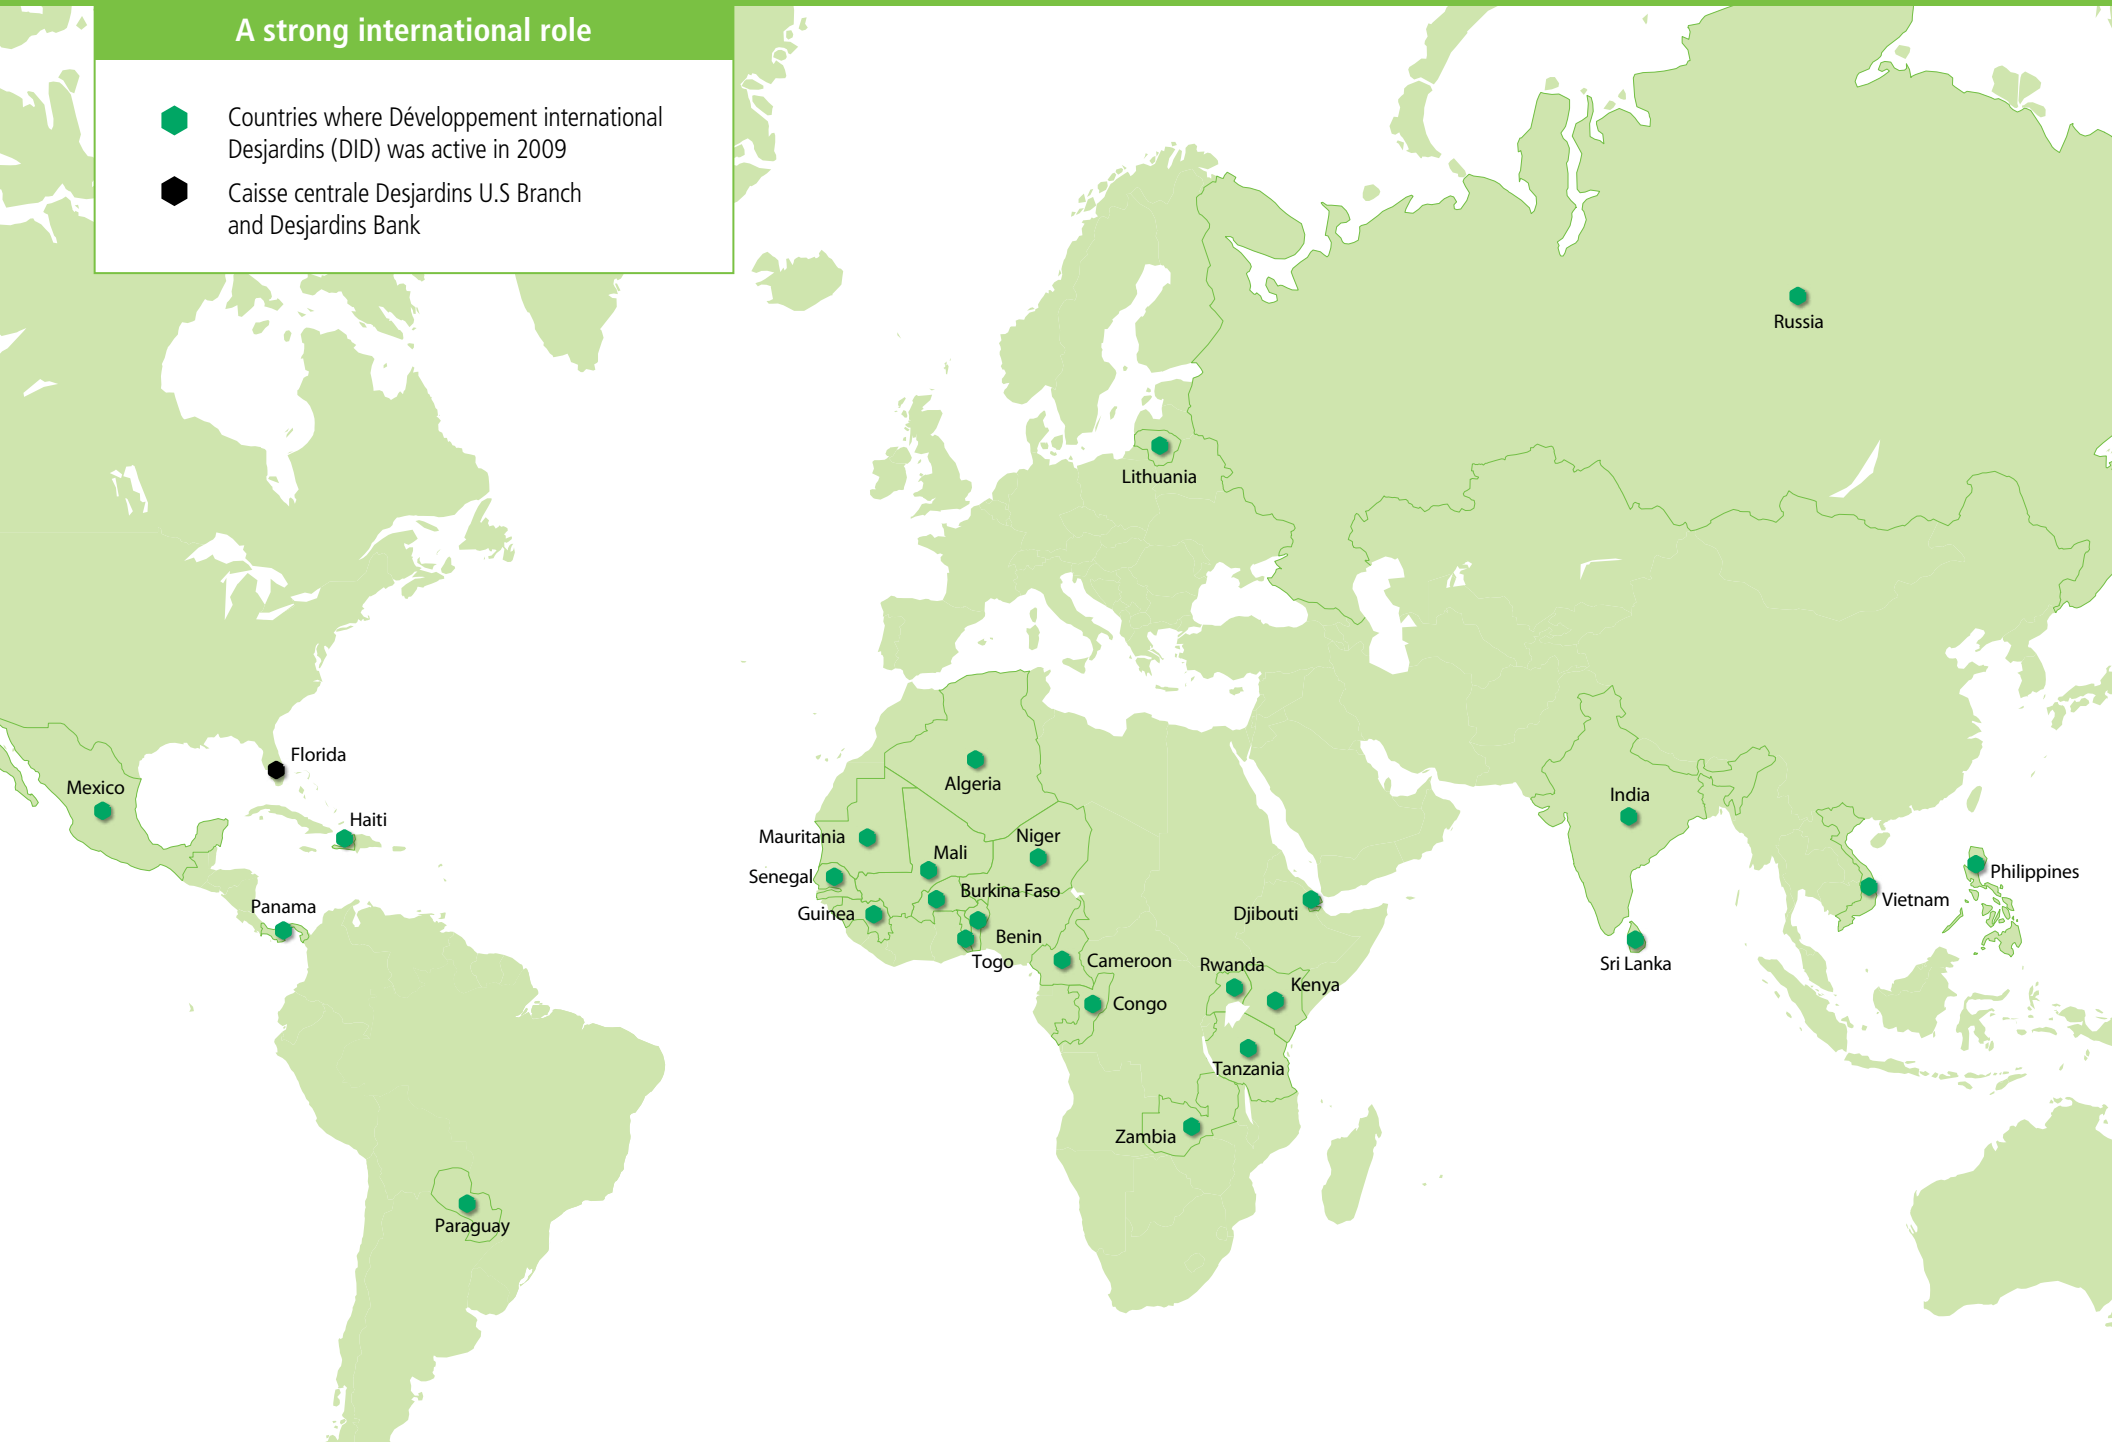 A strong international role
Countries where Développement international
Desjardins (DID) was active in 2009
Caisse centrale Desjardins U.S Branch
and Desjardins Bank
Russia
Lithuania
Florida
Mexico
Haiti
Panama
Paraguay
Algeria
Mauritania
Niger
Mali
Senegal
Burkina Faso
Guinea
Benin
Togo
Cameroon
Congo
Djibouti
Rwanda
Kenya
Tanzania
Zambia
India
Sri Lanka
Philippines
Vietnam